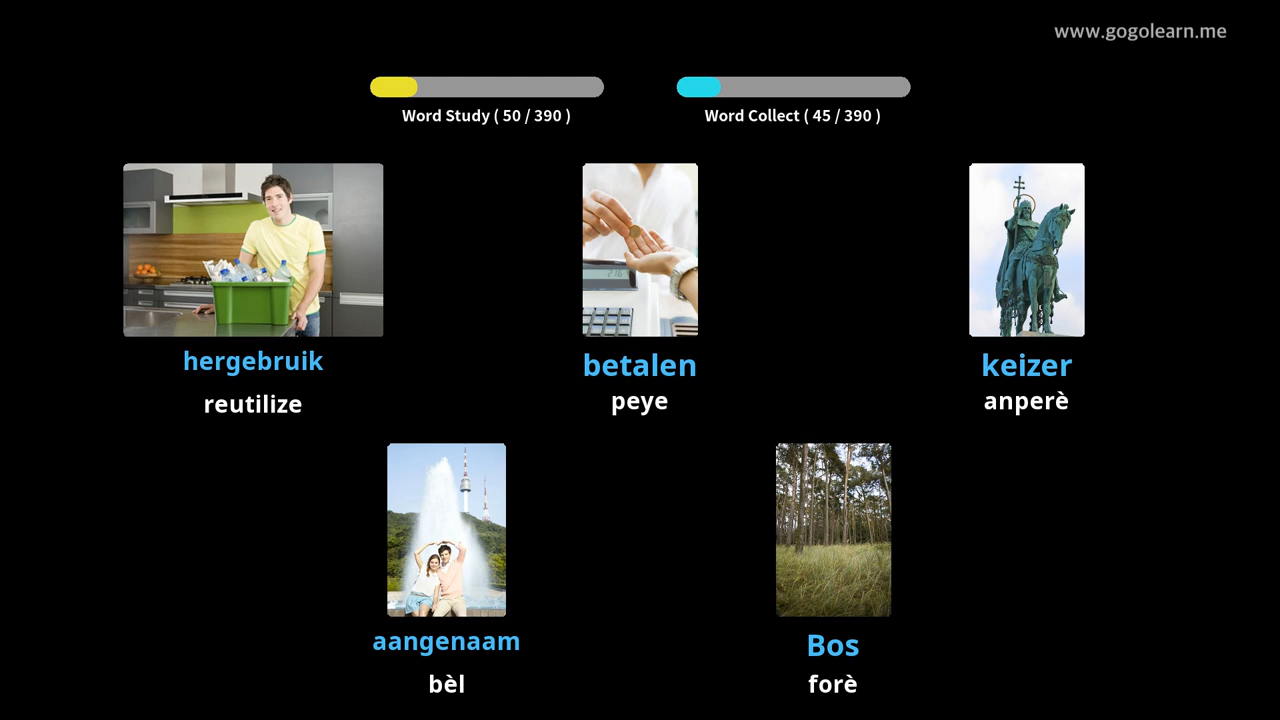 www.gogolearn.me
Word Study ( 50 / 390 )
Word Collect ( 45 / 390 )
hergebruik
reutilize
betalen
peye
keizer
anperè
aangenaam
bèl
Bos
forè